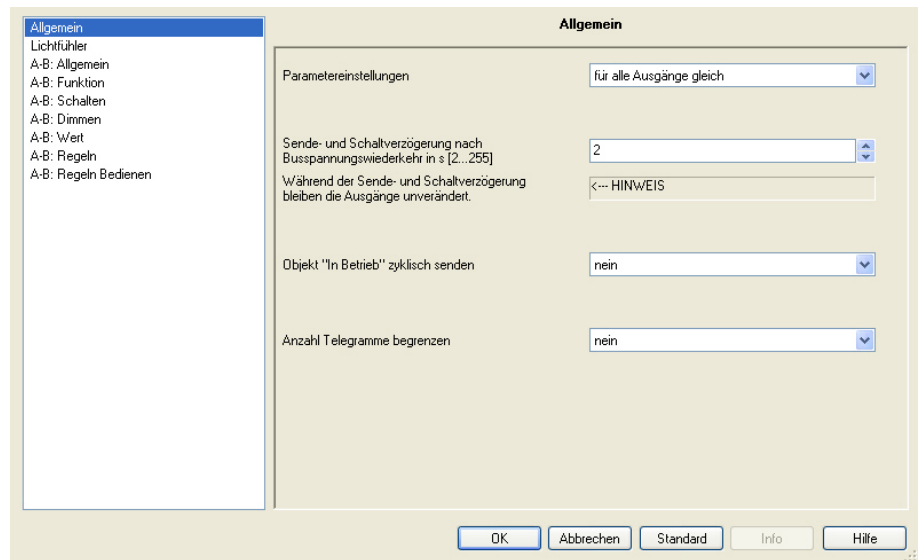 Allgemein
Lichtfühler
A-B: Allgemein
A-B: Funktion
A-B: Schalten
A-B: Dimmen
A-B: Wert
A-B: Regeln
A-B: Regeln Bedienen
Allgemein
Parametereinstellungen
für alle Ausgänge gleich
Sende- und Schaltverzögerung nach
Busspannungswiederkehr in s [2...255]
2
Während der Sende- und Schaltverzögerung
bleiben die Ausgänge unverändert.
<--- HINWEIS
Objekt "In Betrieb" zyklisch senden
nein
Anzahl Telegramme begrenzen
nein
OK
Abbrechen
Standard
Info
Hilfe